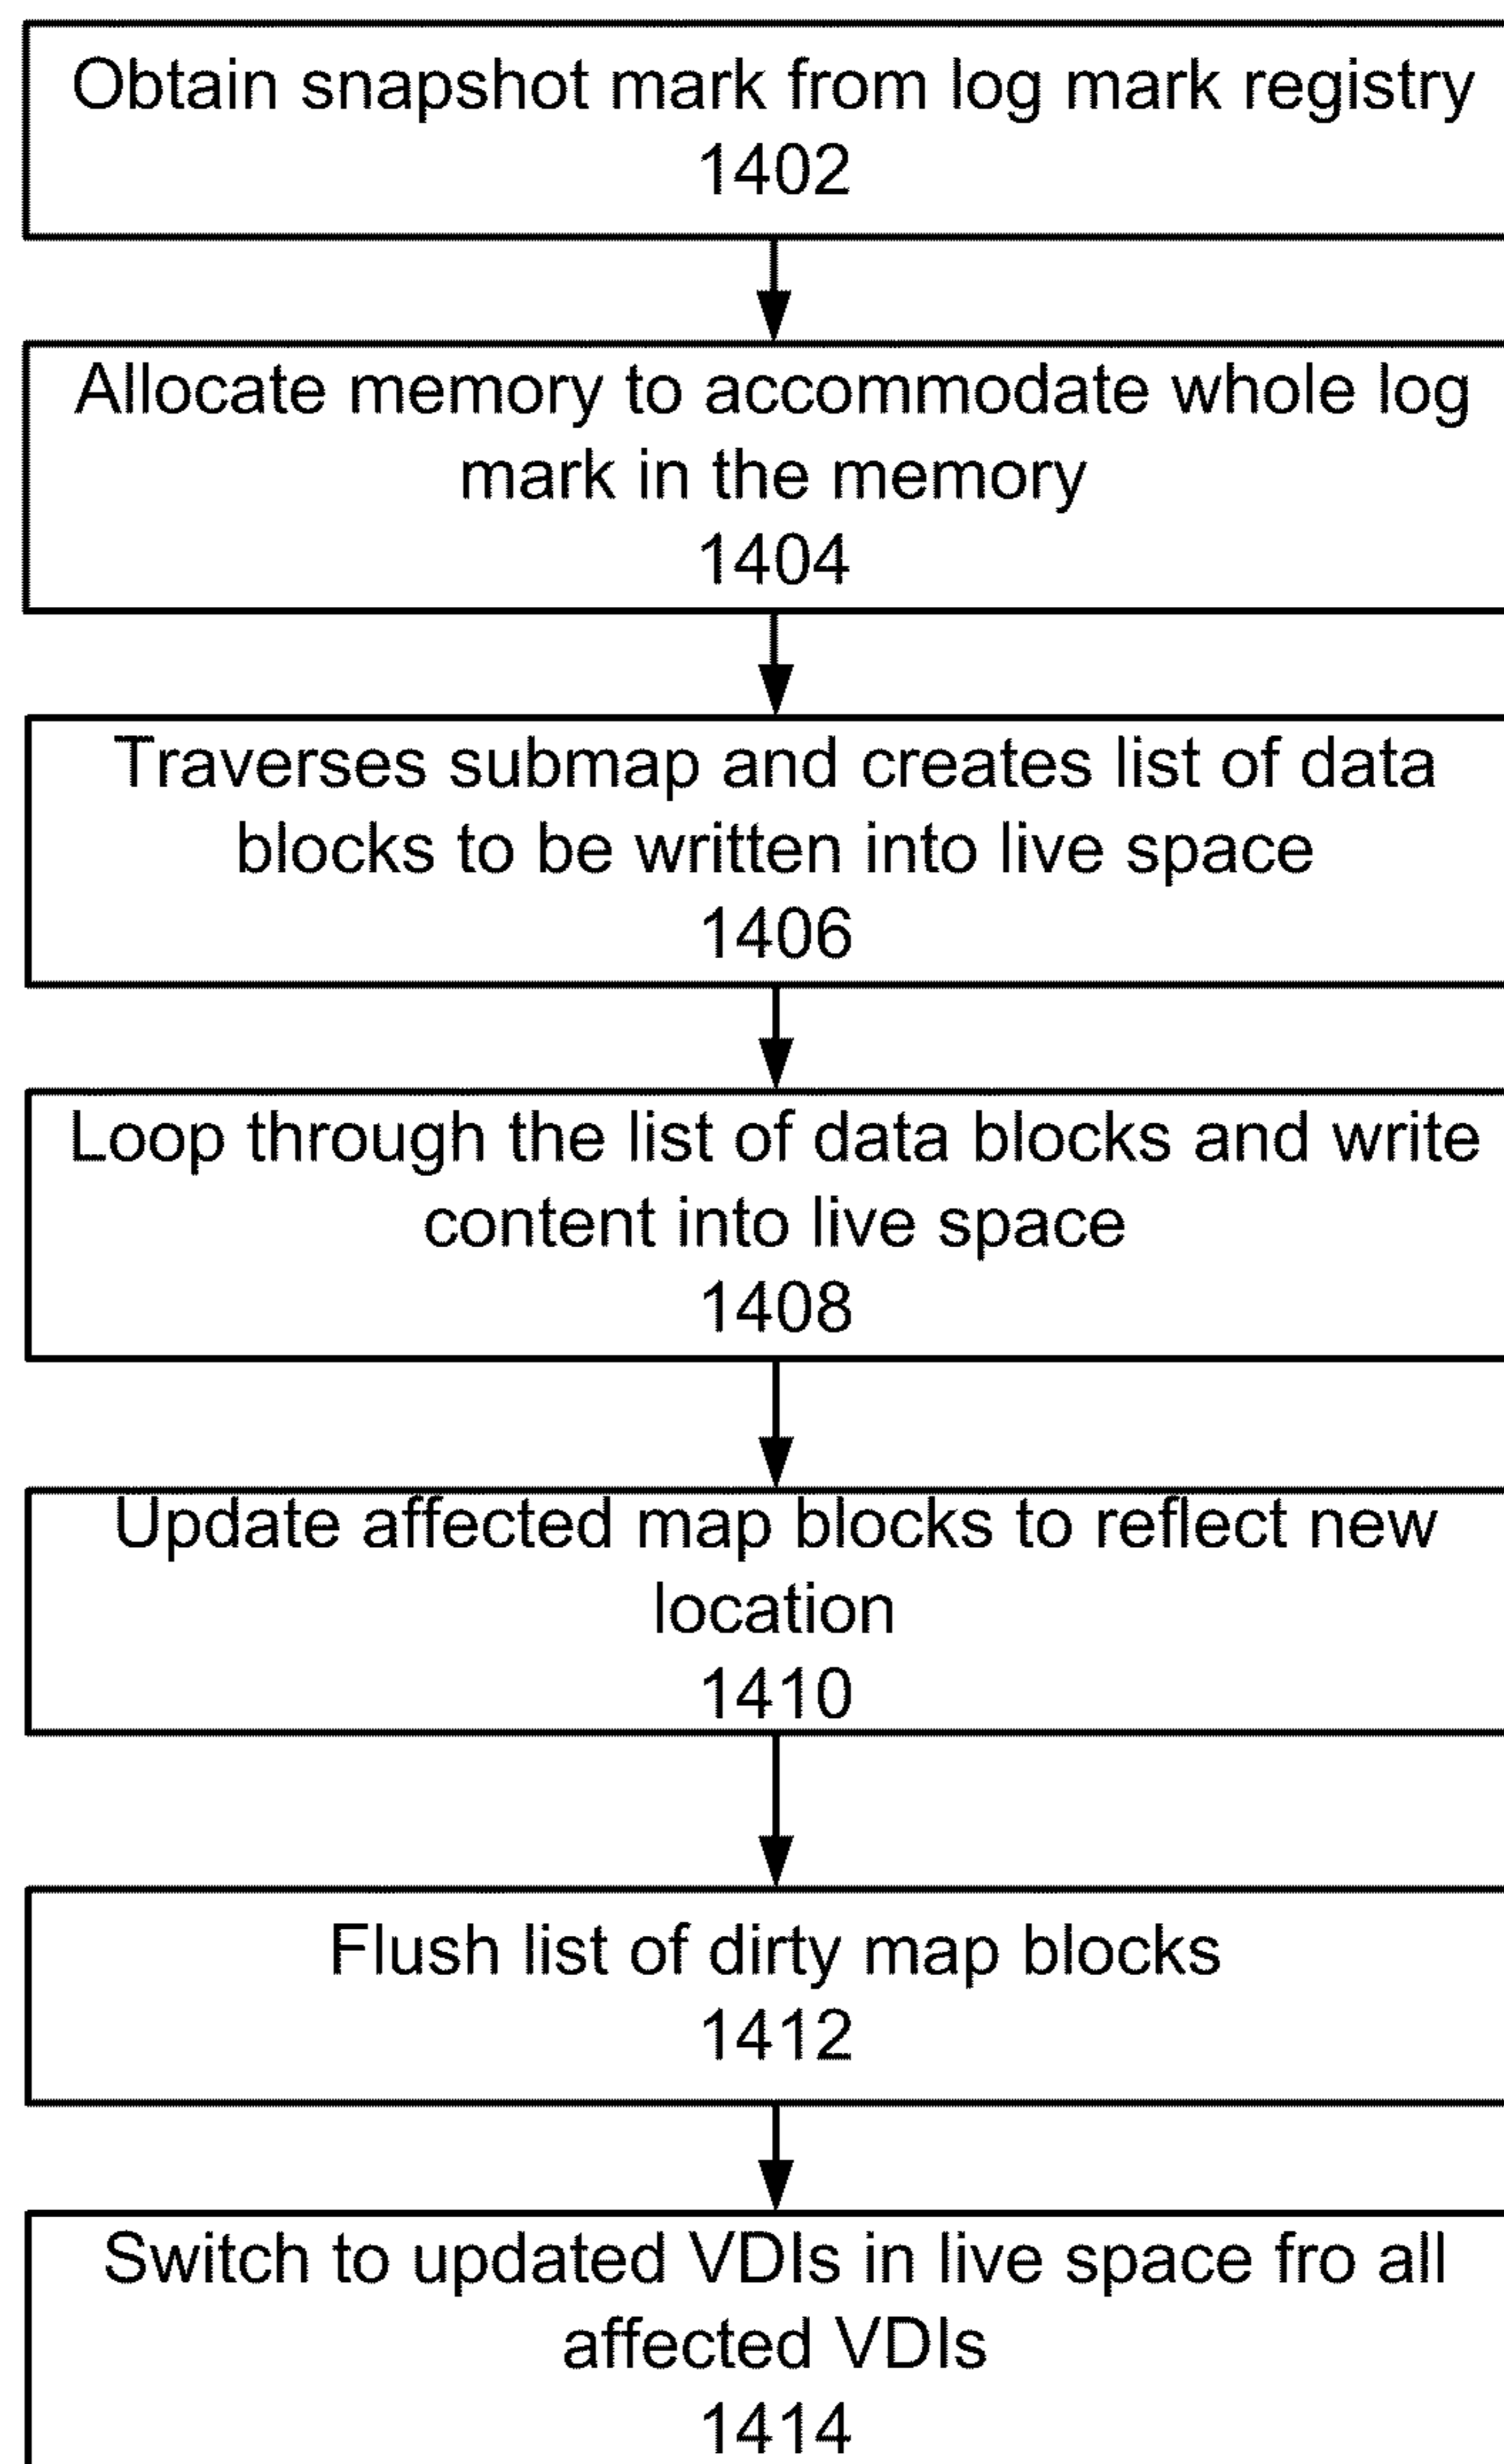 Obtain snapshot mark from log mark registry
1402
Allocate memory to accommodate whole log
mark in the memory
1404
Traverses submap and creates list of data
blocks to be written into live space
1406
Loop through the list of data blocks and write
content into live space
1408
Update affected map blocks to reflect new
location
1410
Flush list of dirty map blocks
1412
Switch to updated VDIs in live space fro all
affected VDIs
1414